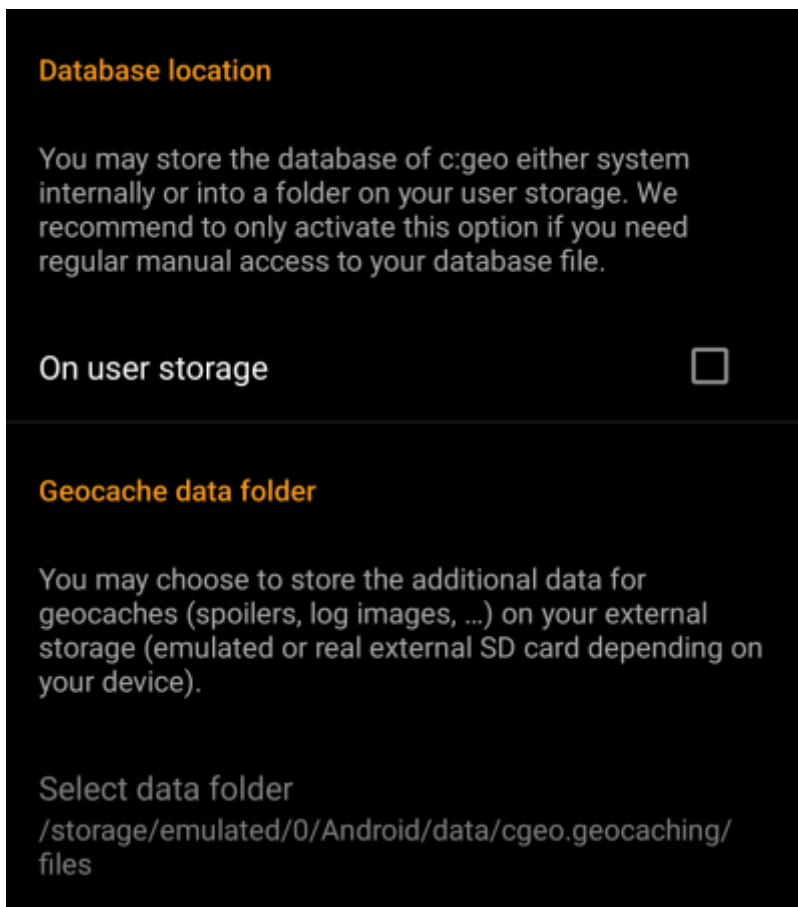 Database location
You may store the database of c:geo either system
internally or into a folder on your user storage. We
recommend to only activate this option if you need
regular manual access to your database file.
On user storage
Geocache data folder
You may choose to store the additional data for
geocaches (spoilers, log images, …) on your external
storage (emulated or real external SD card depending on
your device).
Select data folder
/storage/emulated/0/Android/data/cgeo.geocaching/
files